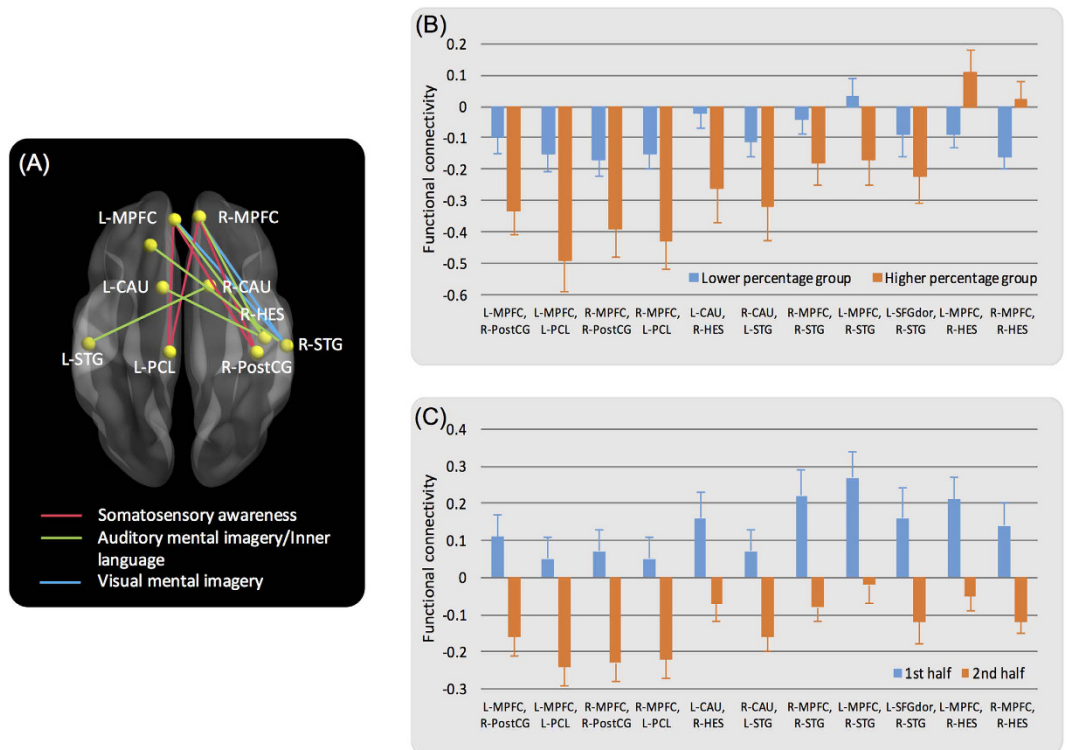 (A)
L-MPFC
R-MPFC
L-CAU
R-CAU
R-HES
L-STG
R-STG
L-PCL
R-PostCG
Somatosensory awareness
Auditory mental imagery/Inner
language
Visual mental imagery
(B)
Functional connectivity
0.2
0.1
0
-0.1
-0.2
-0.3
-0.4
-0.5
-0.6
Lower percentage group
Higher percentage group
L-MPFC, L-MPFC, R-MPFC, R-MPFC, L-CAU, R-CAU, R-MPFC, L-MPFC, L-SFGdor, L-MPFC, R-MPFC,
R-PostCG L-PCL R-PostCG L-PCL R-HES L-STG R-STG R-STG R-STG R-HES R-HES
(C)
Functional connectivity
0.4
0.3
0.2
0.1
0
-0.1
-0.2
-0.3
1st half
2nd half
L-MPFC, L-MPFC, R-MPFC, R-MPFC, L-CAU, R-CAU, R-MPFC, L-MPFC, L-SFGdor, L-MPFC, R-MPFC,
R-PostCG L-PCL R-PostCG L-PCL R-HES L-STG R-STG R-STG R-STG R-HES R-HES